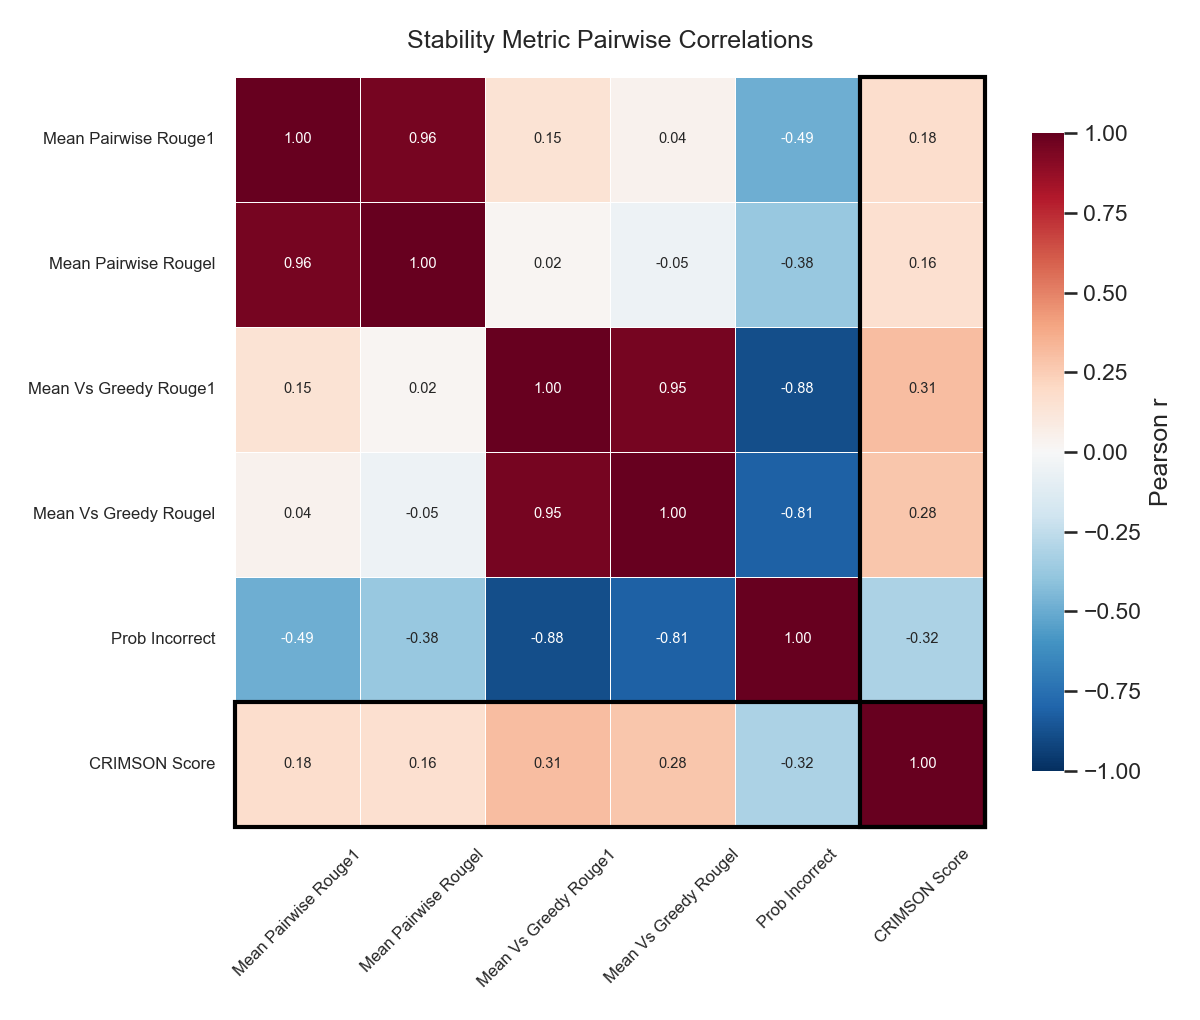 Stability Metric Pairwise Correlations
Mean Pairwise Rouge1 1.00 0.96 0.15 0.04 -0.49 0.18
Mean Pairwise Rougel 0.96 1.00 0.02 -0.05 -0.38 0.16
Mean Vs Greedy Rouge1 0.15 0.02 1.00 0.95 -0.88 0.31
Mean Vs Greedy Rougel 0.04 -0.05 0.95 1.00 -0.81 0.28
Prob Incorrect -0.49 -0.38 -0.88 -0.81 1.00 -0.32
CRIMSON Score 0.18 0.16 0.31 0.28 -0.32 1.00
Mean Pairwise Rouge1
Mean Pairwise Rougel
Mean Vs Greedy Rouge1
Mean Vs Greedy Rougel
Prob Incorrect
CRIMSON Score
1.00
0.75
0.50
0.25
0.00
−0.25
−0.50
−0.75
−1.00
Pearson r